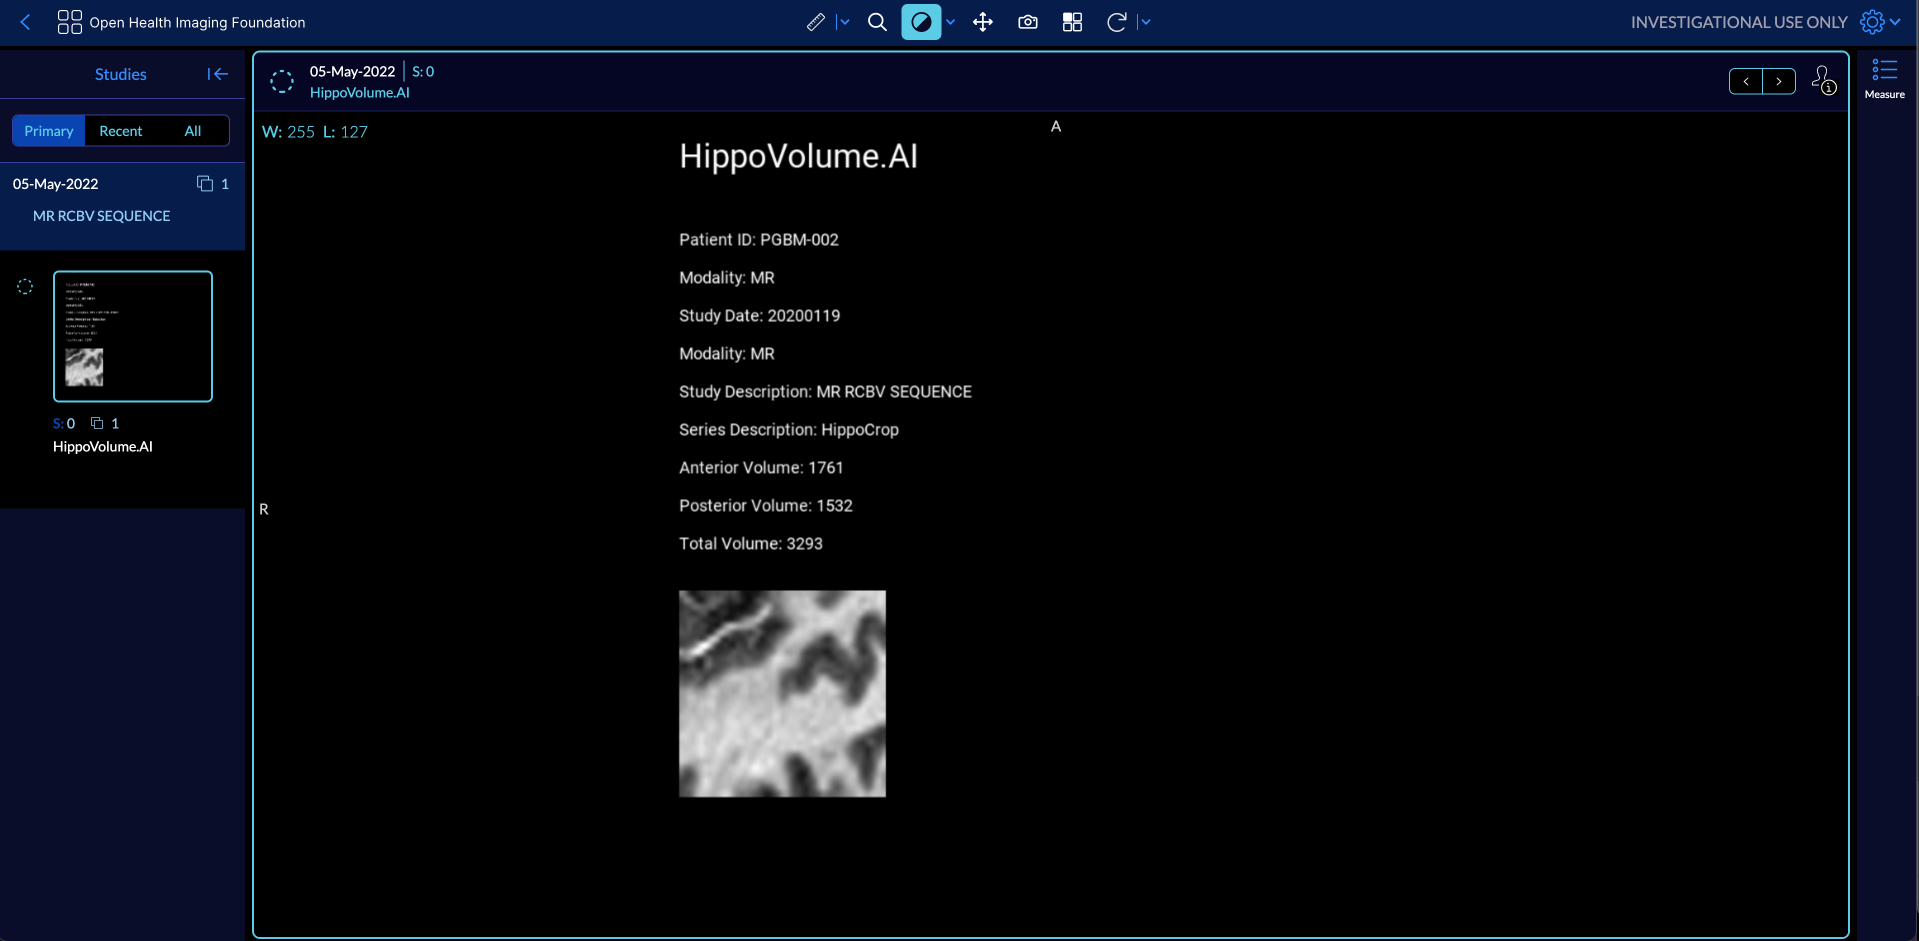 Open Health Imaging Foundation
INVESTIGATIONAL USE ONLY
Studies
Primary Recent All
05-May-2022 1
MR RCBV SEQUENCE
S: 0 1
HippoVolume.AI
05-May-2022 S: 0
HippoVolume.AI
W: 255 L: 127
A
R
HippoVolume.AI
Patient ID: PGBM-002
Modality: MR
Study Date: 20200119
Modality: MR
Study Description: MR RCBV SEQUENCE
Series Description: HippoCrop
Anterior Volume: 1761
Posterior Volume: 1532
Total Volume: 3293
Measure